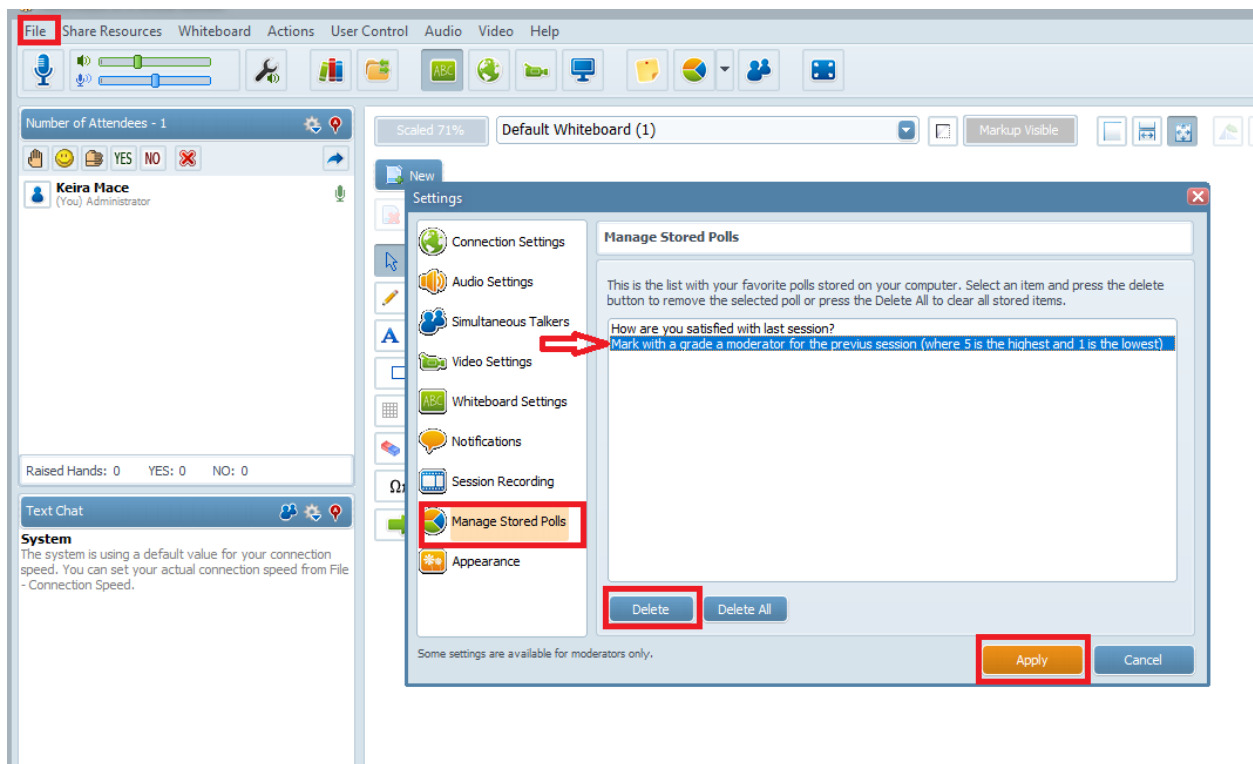 File Share Resources Whiteboard Actions User Control Audio Video Help
ABC
Number of Attendees - 1
YES NO
Keira Mace
(You) Administrator
Raised Hands: 0 YES: 0 NO: 0
Text Chat
System
The system is using a default value for your connection
speed. You can set your actual connection speed from File
- Connection Speed.
Scaled 71% Default Whiteboard (1) Markup Visible
New
A
Settings
Connection Settings
Audio Settings
Simultaneous Talkers
Video Settings
ABC Whiteboard Settings
Notifications
Session Recording
Manage Stored Polls
Appearance
Manage Stored Polls
This is the list with your favorite polls stored on your computer. Select an item and press the delete
button to remove the selected poll or press the Delete All to clear all stored items.
How are you satisfied with last session?
Mark with a grade a moderator for the previus session (where 5 is the highest and 1 is the lowest)
Delete Delete All
Some settings are available for moderators only.
Apply Cancel